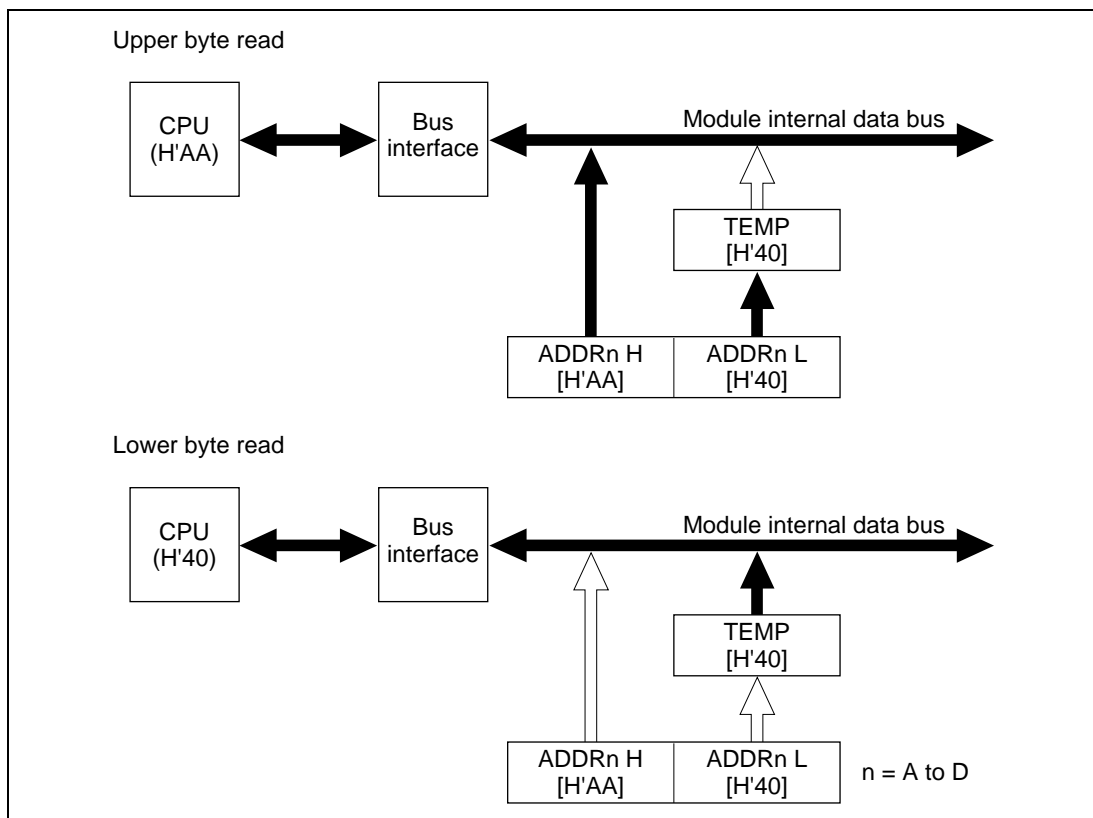 Upper byte read
CPU
(H'AA)
Bus
interface
Module internal data bus
TEMP
[H'40]
ADDRn H
[H'AA]
ADDRn L
[H'40]
Lower byte read
CPU
(H'40)
Bus
interface
Module internal data bus
TEMP
[H'40]
ADDRn H
[H'AA]
ADDRn L
[H'40]
n = A to D